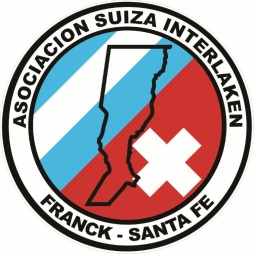 ASOCIACION SUIZA INTERLAKEN
FRANCK - SANTA FE